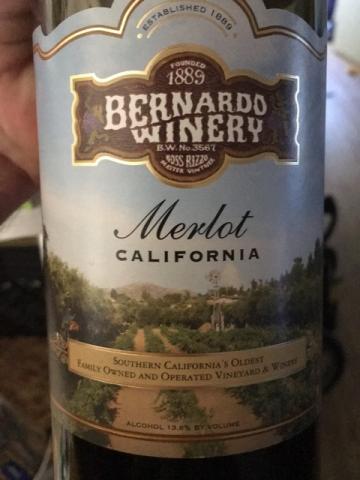 ESTABLISHED 1889
FOUNDED
1889
BERNARDO
WINERY
B.W. No. 3567
ROSS RIZZO
MASTER VINTNER
Merlot
CALIFORNIA
SOUTHERN CALIFORNIA'S OLDEST
FAMILY OWNED AND OPERATED VINEYARD & WINERY
ALCOHOL 13.6% BY VOLUME